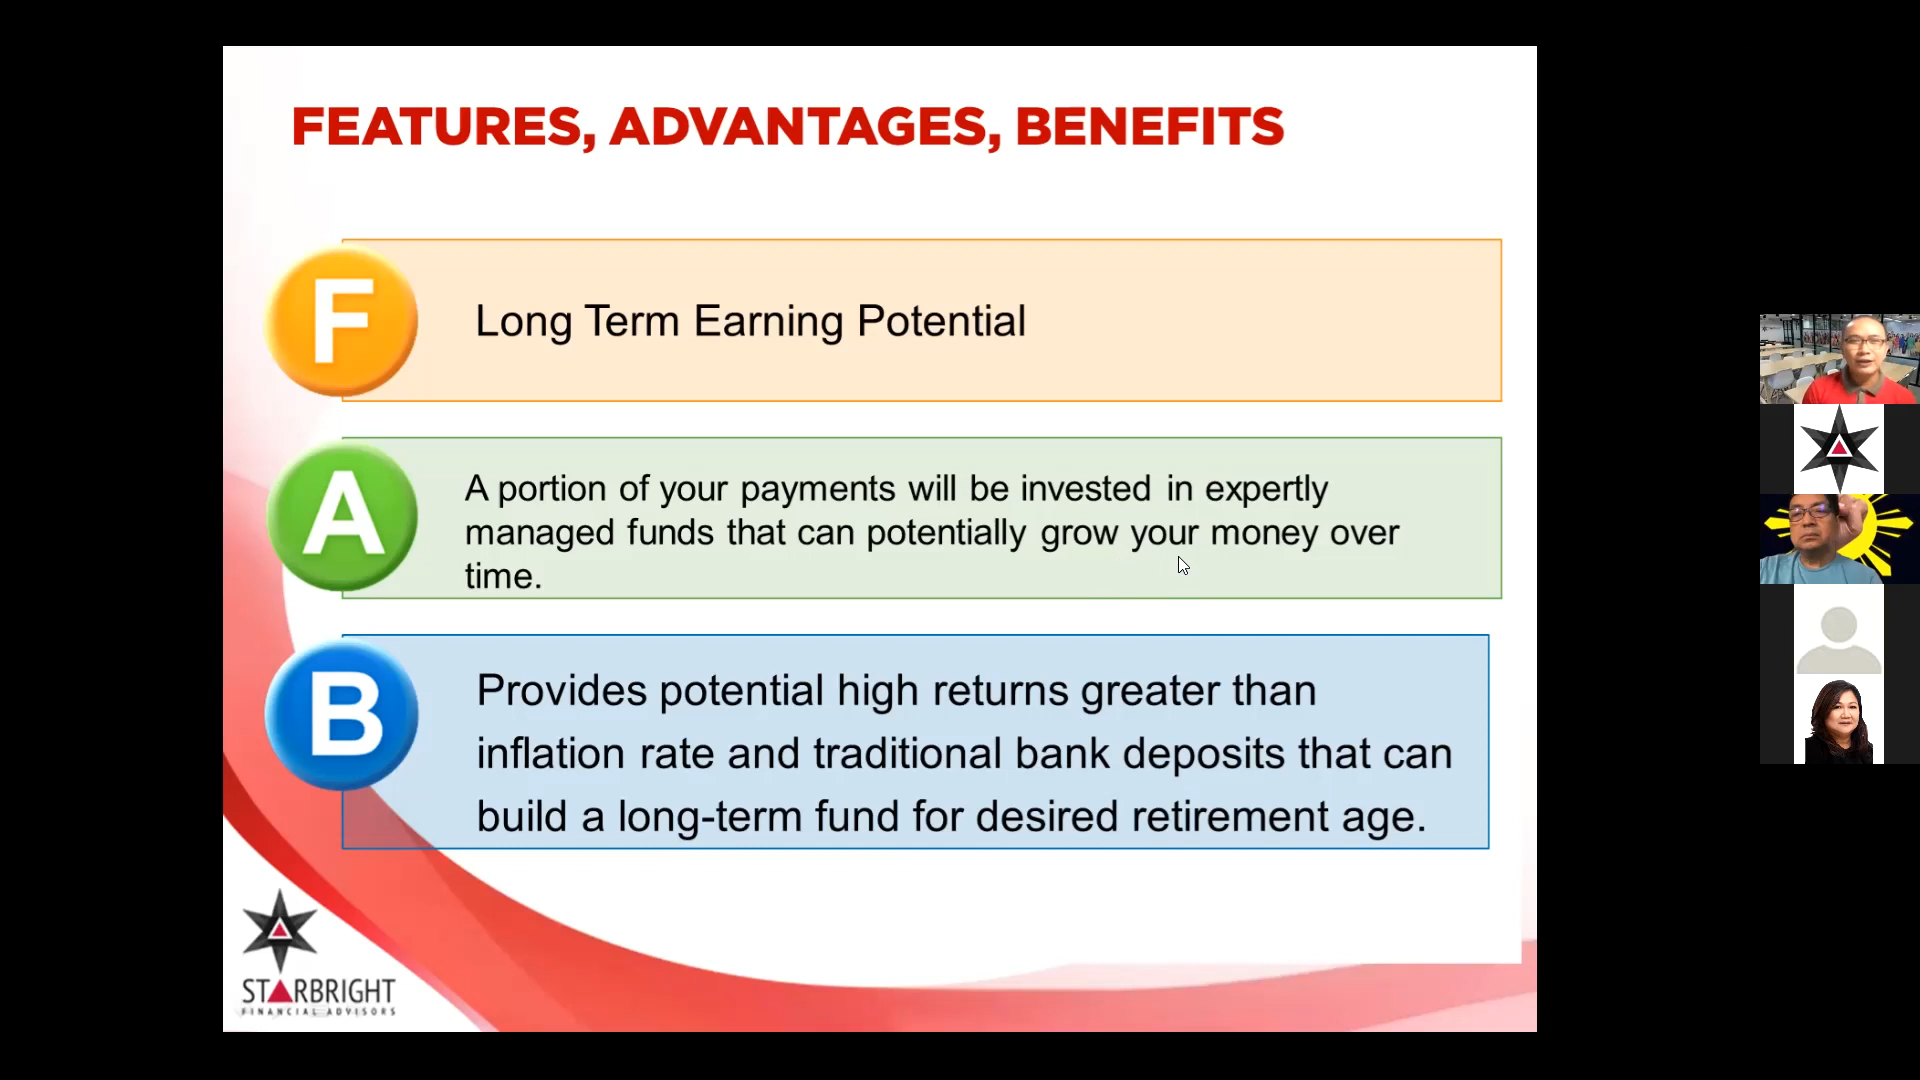 FEATURES, ADVANTAGES, BENEFITS
F
Long Term Earning Potential
A
A portion of your payments will be invested in expertly
managed funds that can potentially grow your money over
time.
B
Provides potential high returns greater than
inflation rate and traditional bank deposits that can
build a long-term fund for desired retirement age.
STARBRIGHT
FINANCIAL ADVISORS